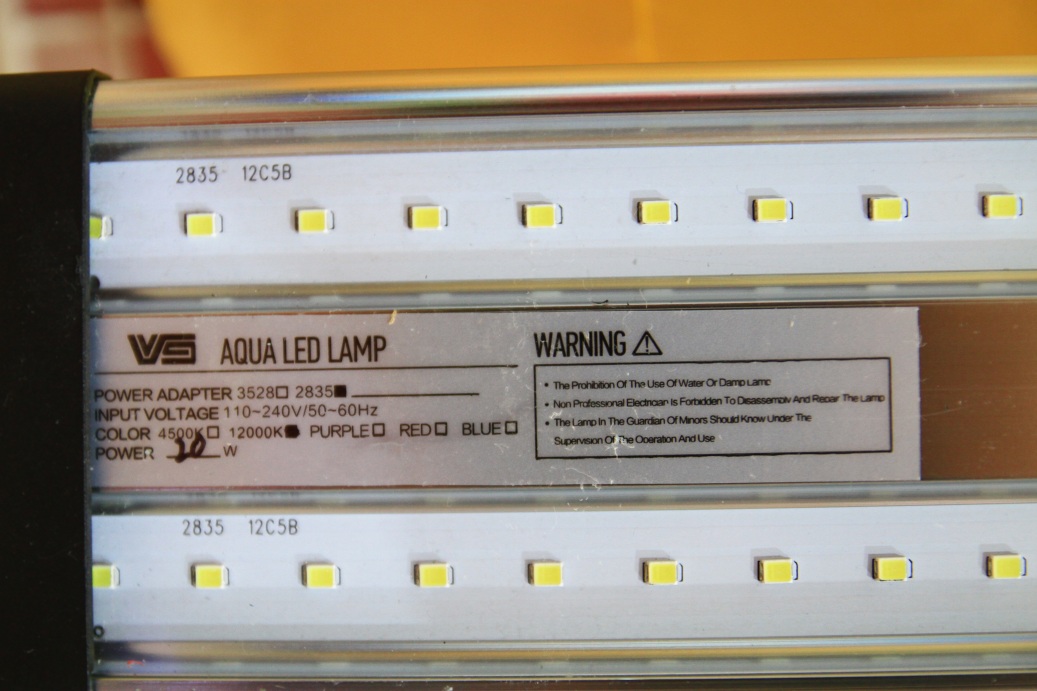 2835 12C5B
VS AQUA LED LAMP
POWER ADAPTER 3528□ 2835■
INPUT VOLTAGE 110~240V/50~60Hz
COLOR 4500K□ 12000K■ PURPLE□ RED□ BLUE□
POWER 20 W
WARNING ⚠
• The Prohibition Of The Use Of Water Or Damp Lamp
• Non Professional Electrician Is Forbidden To Disassembly And Repair The Lamp
• The Lamp In The Guardian Of Minors Should Know Under The
Supervision Of The Operation And Use
2835 12C5B